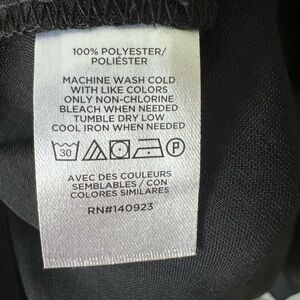 100% POLYESTER/
POLIÉSTER
MACHINE WASH COLD
WITH LIKE COLORS
ONLY NON-CHLORINE
BLEACH WHEN NEEDED
TUMBLE DRY LOW
COOL IRON WHEN NEEDED
30 P
AVEC DES COULEURS
SEMBLABLES / CON
COLORES SIMILARES
RN#140923